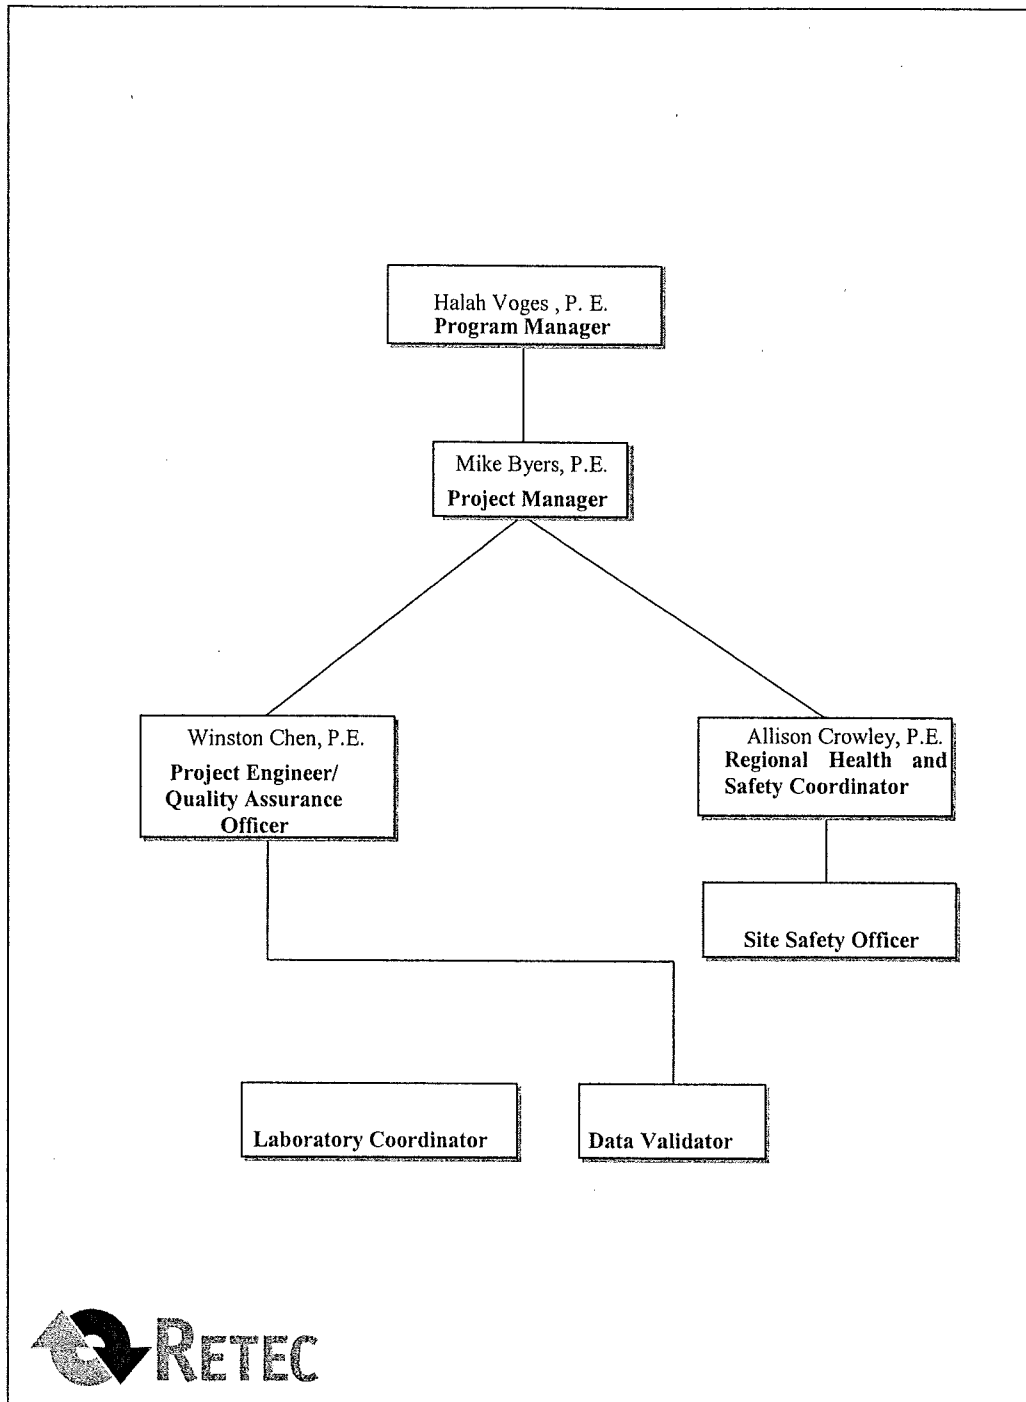 Halah Voges , P. E.
Program Manager
Mike Byers, P.E.
Project Manager
Winston Chen, P.E.
Project Engineer/
Quality Assurance
Officer
Allison Crowley, P.E.
Regional Health and
Safety Coordinator
Site Safety Officer
Laboratory Coordinator
Data Validator
RETEC